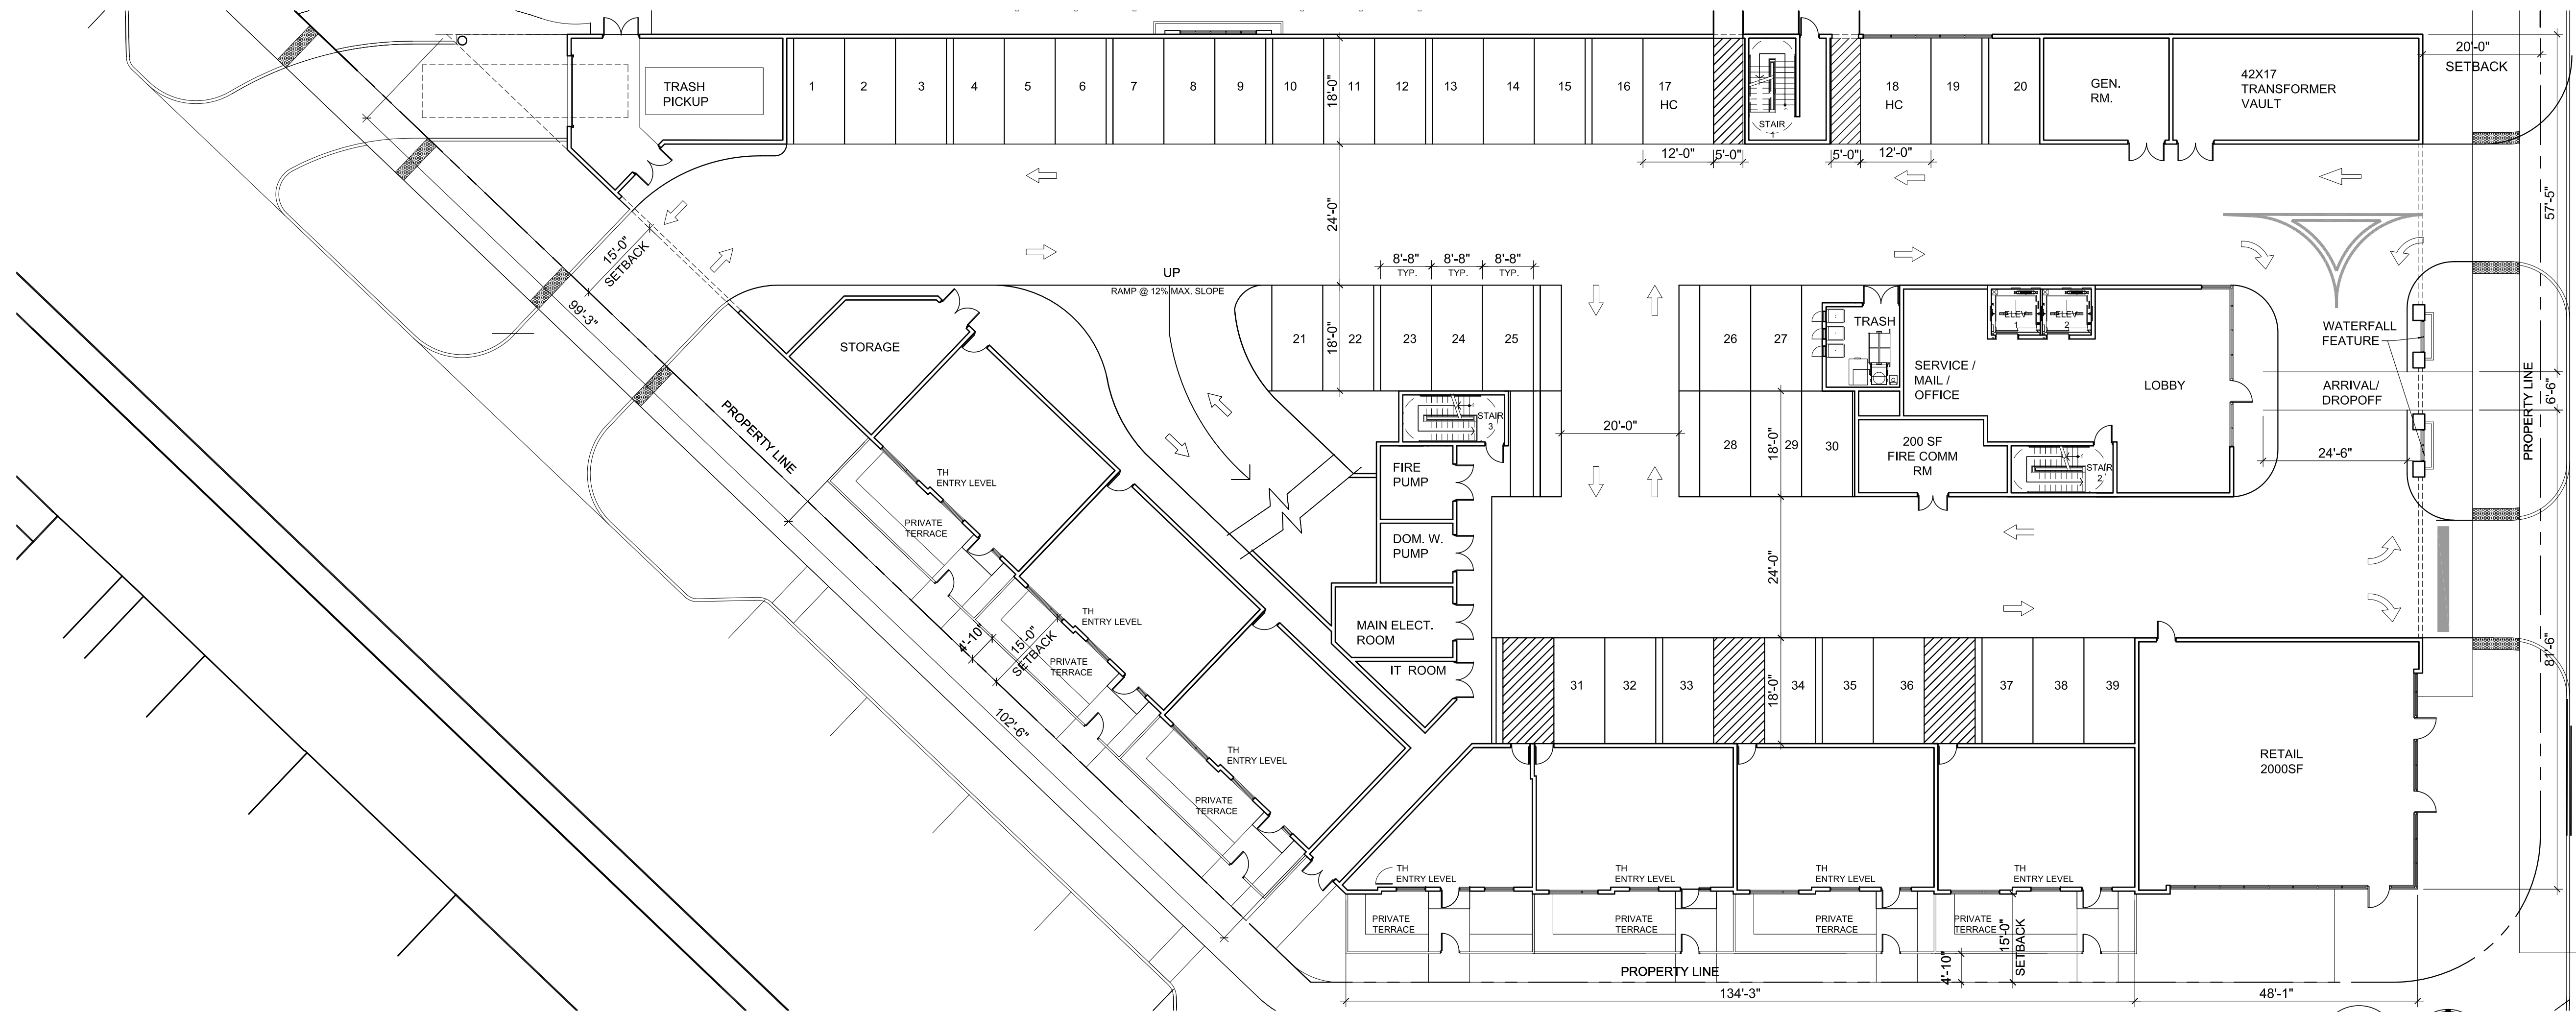 20'-0"
SETBACK
TRASH
PICKUP
1
2
3
4
5
6
7
8
9
10
18'-0"
11
12
13
14
15
16
17
HC
STAIR
1
18
HC
19
20
GEN.
RM.
42X17
TRANSFORMER
VAULT
12'-0"
5'-0"
5'-0"
12'-0"
57'-5"
24'-0"
15'-0"
SETBACK
99'-3"
UP
RAMP @ 12% MAX. SLOPE
8'-8"
TYP.
8'-8"
TYP.
8'-8"
TYP.
STORAGE
21
18'-0"
22
23
24
25
26
27
TRASH
ELEV
1
ELEV
2
SERVICE /
MAIL /
OFFICE
LOBBY
WATERFALL
FEATURE
ARRIVAL/
DROPOFF
PROPERTY LINE
6'-6"
PROPERTY LINE
STAIR
3
20'-0"
28
18'-0"
29
30
200 SF
FIRE COMM
RM
STAIR
2
24'-6"
FIRE
PUMP
TH
ENTRY LEVEL
PRIVATE
TERRACE
DOM. W.
PUMP
24'-0"
TH
ENTRY LEVEL
4'-10"
15'-0"
SETBACK
PRIVATE
TERRACE
MAIN ELECT.
ROOM
IT ROOM
81'-6"
31
32
33
18'-0"
34
35
36
37
38
39
102'-6"
TH
ENTRY LEVEL
PRIVATE
TERRACE
RETAIL
2000SF
TH
ENTRY LEVEL
TH
ENTRY LEVEL
TH
ENTRY LEVEL
TH
ENTRY LEVEL
PRIVATE
TERRACE
PRIVATE
TERRACE
PRIVATE
TERRACE
PRIVATE
TERRACE
15'-0"
SETBACK
4'-10"
PROPERTY LINE
134'-3"
48'-1"